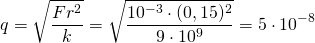 q = \sqrt{\frac{Fr^2}{k}} = \sqrt{\frac{10^{-3} \cdot (0,15)^2}{9 \cdot 10^9}} = 5 \cdot 10^{-8}